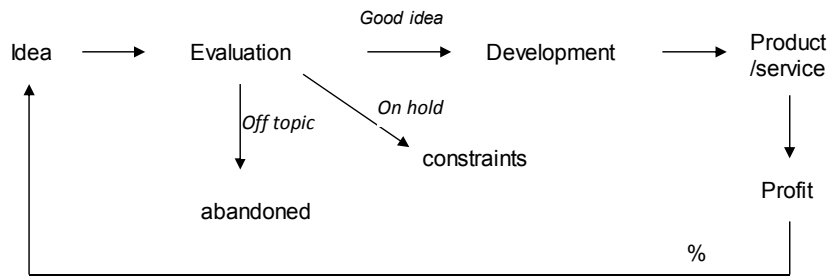 Good idea
Idea
Evaluation
Development
Product
/service
Off topic
On hold
constraints
abandoned
Profit
%